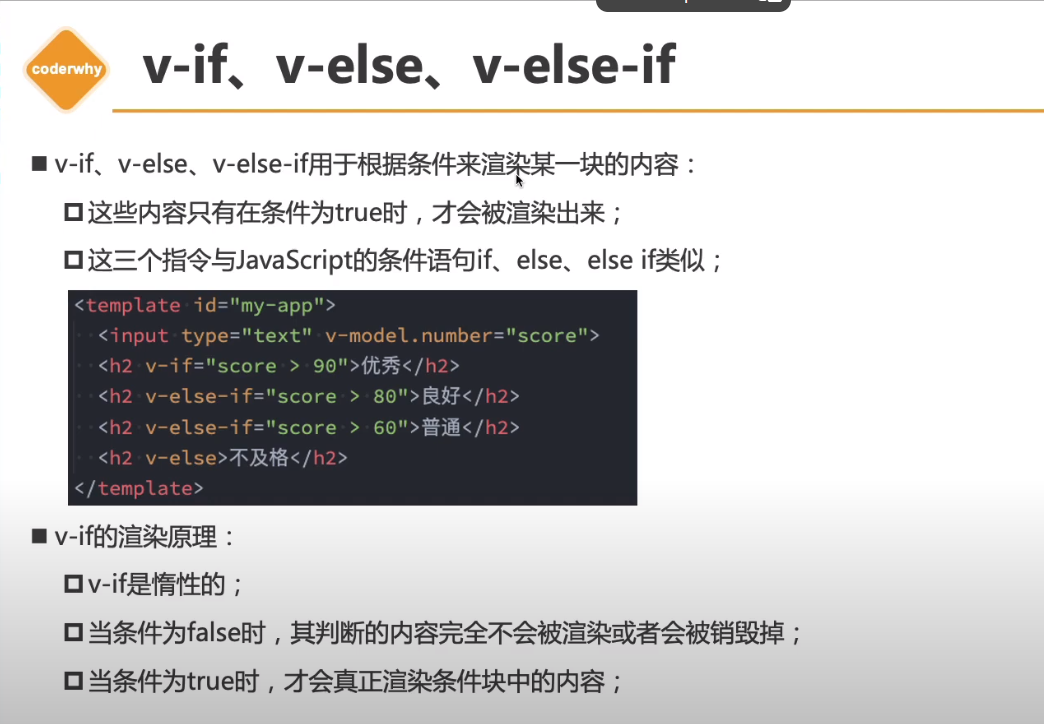 coderwhy
v-if、v-else、v-else-if
v-if、v-else、v-else-if用于根据条件来渲染某一块的内容：
这些内容只有在条件为true时，才会被渲染出来；
这三个指令与JavaScript的条件语句if、else、else if类似；
<template id="my-app">
  <input type="text" v-model.number="score">
  <h2 v-if="score > 90">优秀</h2>
  <h2 v-else-if="score > 80">良好</h2>
  <h2 v-else-if="score > 60">普通</h2>
  <h2 v-else>不及格</h2>
</template>
v-if的渲染原理：
v-if是惰性的；
当条件为false时，其判断的内容完全不会被渲染或者会被销毁掉；
当条件为true时，才会真正渲染条件块中的内容；